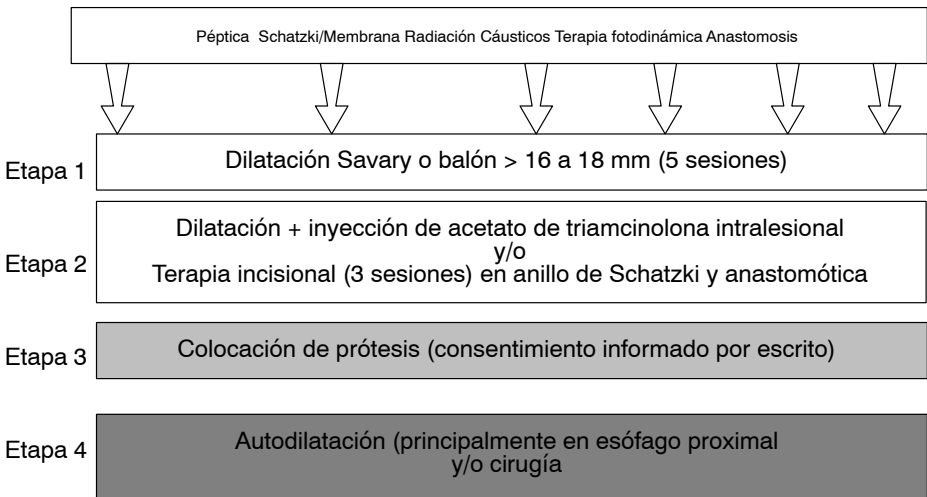 Péptica Schatzki/Membrana Radiación Cáusticos Terapia fotodinámica Anastomosis
Etapa 1
Dilatación Savary o balón > 16 a 18 mm (5 sesiones)
Etapa 2
Dilatación + inyección de acetato de triamcinolona intralesional
y/o
Terapia incisional (3 sesiones) en anillo de Schatzki y anastomótica
Etapa 3
Colocación de prótesis (consentimiento informado por escrito)
Etapa 4
Autodilatación (principalmente en esófago proximal
y/o cirugía